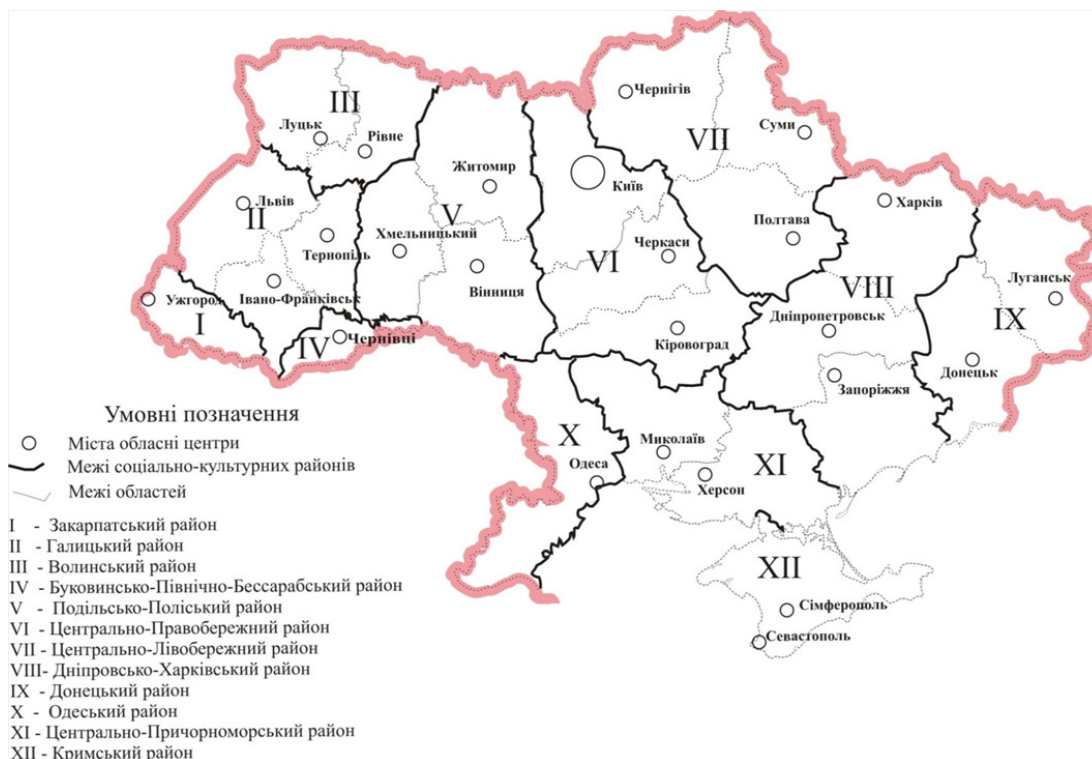 Чернігів
III
VII
Суми
Луцьк
Рівне
Житомир
Київ
Львів
Харків
II
V
Полтава
Тернопіль
Хмельницький
Черкаси
VI
Луганськ
Ужгород
Івано-Франківськ
Вінниця
VIII
I
Дніпропетровськ
IX
IV
Чернівці
Кіровоград
Донецьк
Запоріжжя
Умовні позначення
Міста обласні центри
Межі соціально-культурних районів
Межі областей
X
Миколаїв
Одеса
XI
Херсон
XII
Сімферополь
Севастополь
I - Закарпатський район
II - Галицький район
III - Волинський район
IV - Буковинсько-Північно-Бессарабський район
V - Подільсько-Поліський район
VI - Центрально-Правобережний район
VII - Центрально-Лівобережний район
VIII- Дніпровсько-Харківський район
IX - Донецький район
X - Одеський район
XI - Центрально-Причорноморський район
XII - Кримський район